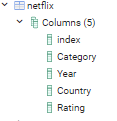 netflix
Columns (5)
index
Category
Year
Country
Rating